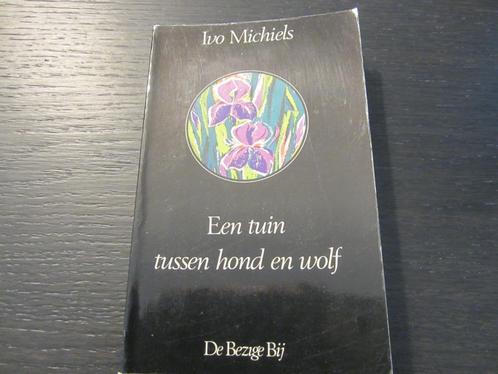 Ivo Michiels
Een tuin
tussen hond en wolf
De Bezige Bij